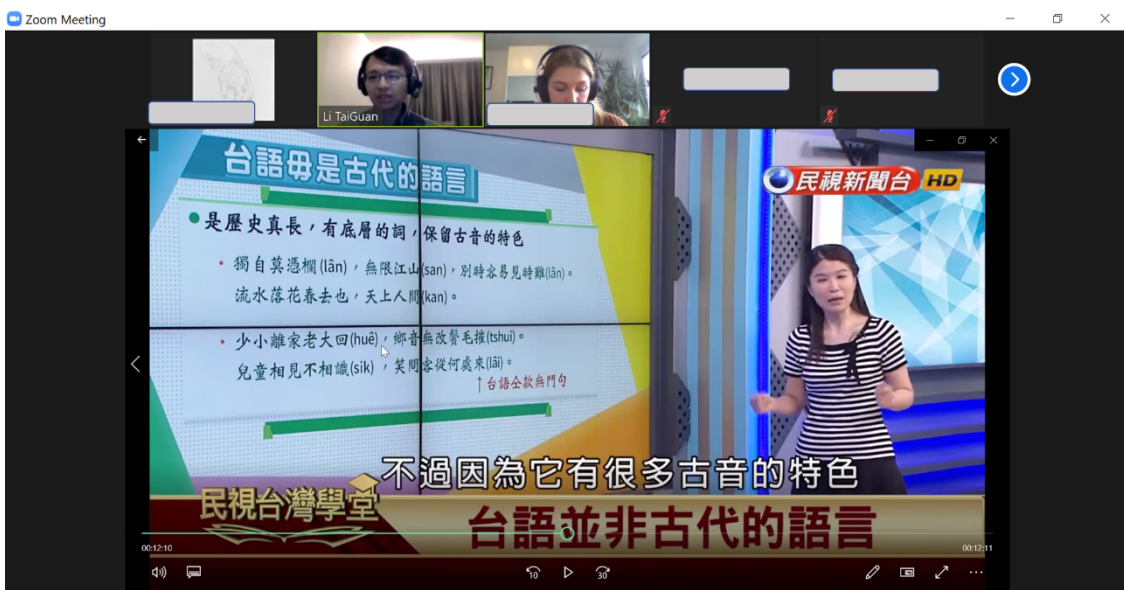 Zoom Meeting
Li TaiGuan
台語毋是古代的語言
民視新聞台 HD
是歷史真長，有底層的詞，保留古音的特色
獨自莫憑欄(lân)，無限江山(san)，別時容易見時難(lân)。
流水落花春去也，天上人間(kan)。
少小離家老大回(huê)，鄉音無改鬢毛摧(tshui)。
兒童相見不相識(sik)，笑問客從何處來(lâi)。
↑台語仝款無鬥句
不過因為它有很多古音的特色
民視台灣學堂
台語並非古代的語言
00:12:10
00:12:11
10
30